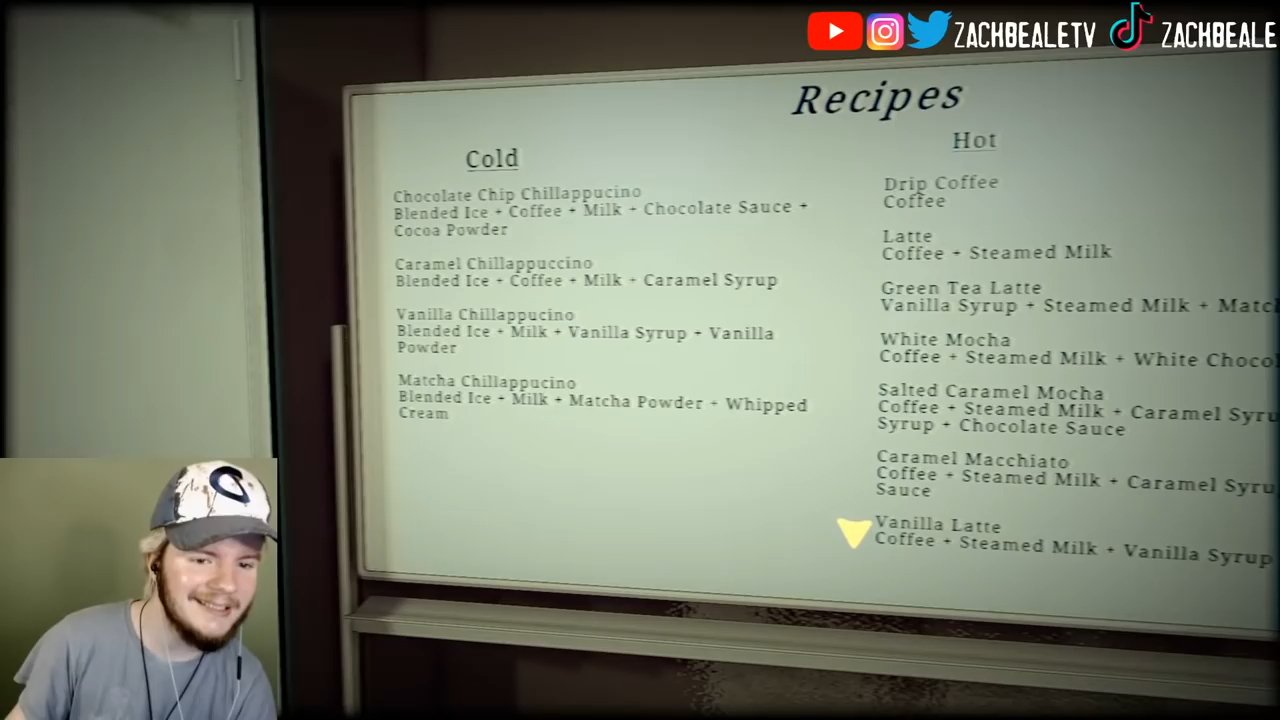 ZACHBEALETV ZACHBEALE
Recipes
Cold
Chocolate Chip Chillappucino
Blended Ice + Coffee + Milk + Chocolate Sauce +
Cocoa Powder
Caramel Chillappuccino
Blended Ice + Coffee + Milk + Caramel Syrup
Vanilla Chillappucino
Blended Ice + Milk + Vanilla Syrup + Vanilla
Powder
Matcha Chillappucino
Blended Ice + Milk + Matcha Powder + Whipped
Cream
Hot
Drip Coffee
Coffee
Latte
Coffee + Steamed Milk
Green Tea Latte
Vanilla Syrup + Steamed Milk + Matc
White Mocha
Coffee + Steamed Milk + White Choco
Salted Caramel Mocha
Coffee + Steamed Milk + Caramel Syru
Syrup + Chocolate Sauce
Caramel Macchiato
Coffee + Steamed Milk + Caramel Syru
Sauce
Vanilla Latte
Coffee + Steamed Milk + Vanilla Syrup